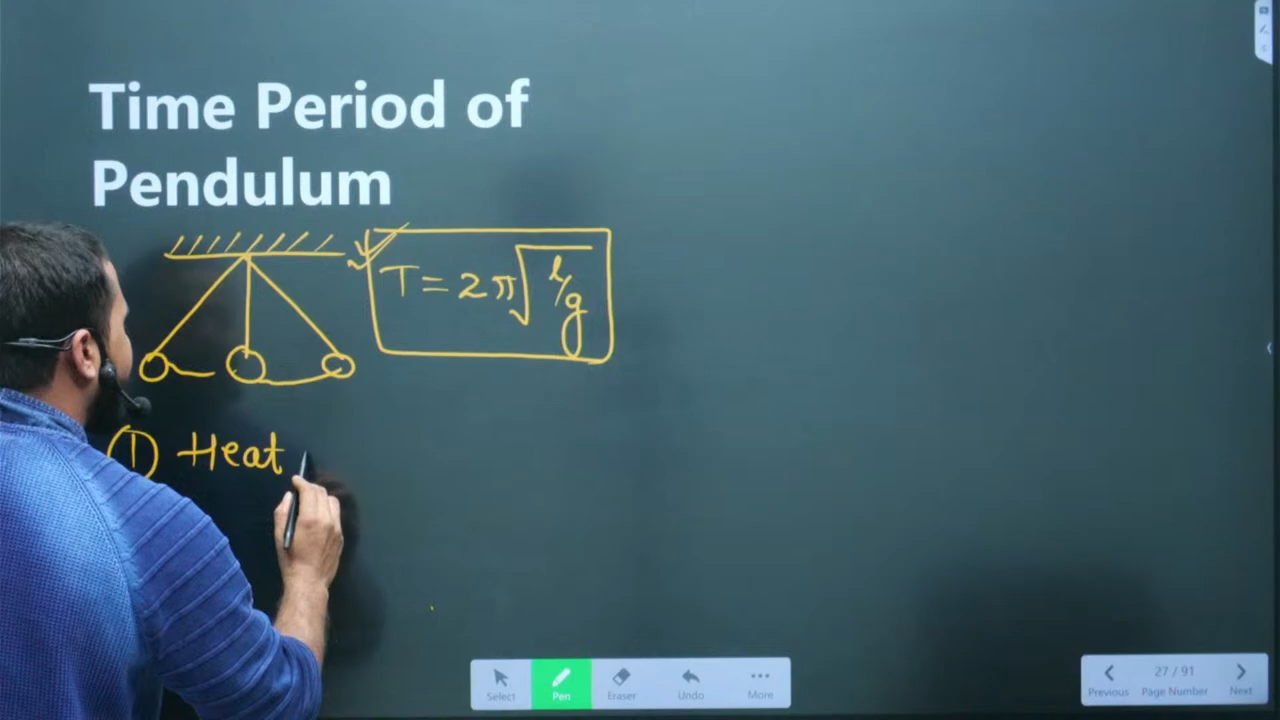 Time Period of
Pendulum
T = 2π√l/g
① Heat
Select Pen Eraser Undo More
27 / 91
Previous Page Number Next